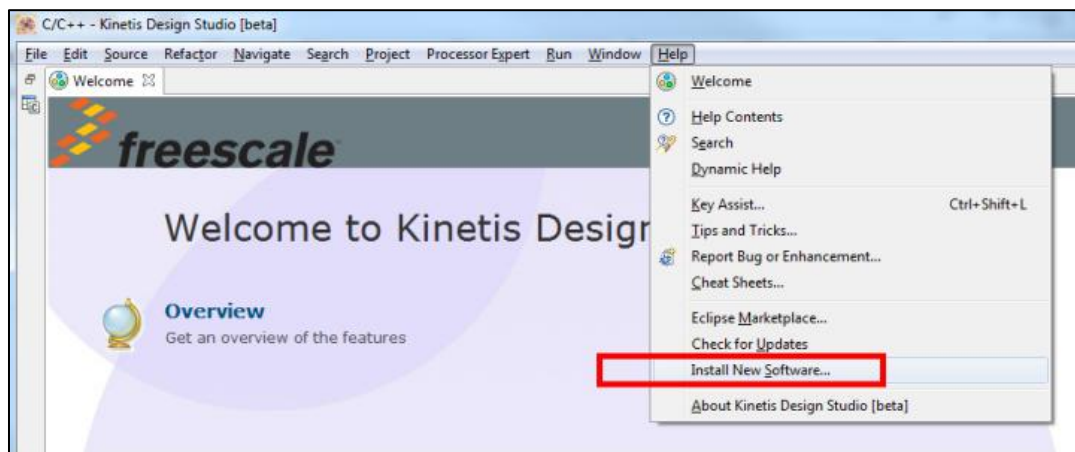 C/C++ - Kinetis Design Studio [beta]
File Edit Source Refactor Navigate Search Project Processor Expert Run Window Help
Welcome
freescale
Welcome to Kinetis Desigr
Overview
Get an overview of the features
Welcome
Help Contents
Search
Dynamic Help
Key Assist... Ctrl+Shift+L
Tips and Tricks...
Report Bug or Enhancement...
Cheat Sheets...
Eclipse Marketplace...
Check for Updates
Install New Software...
About Kinetis Design Studio [beta]